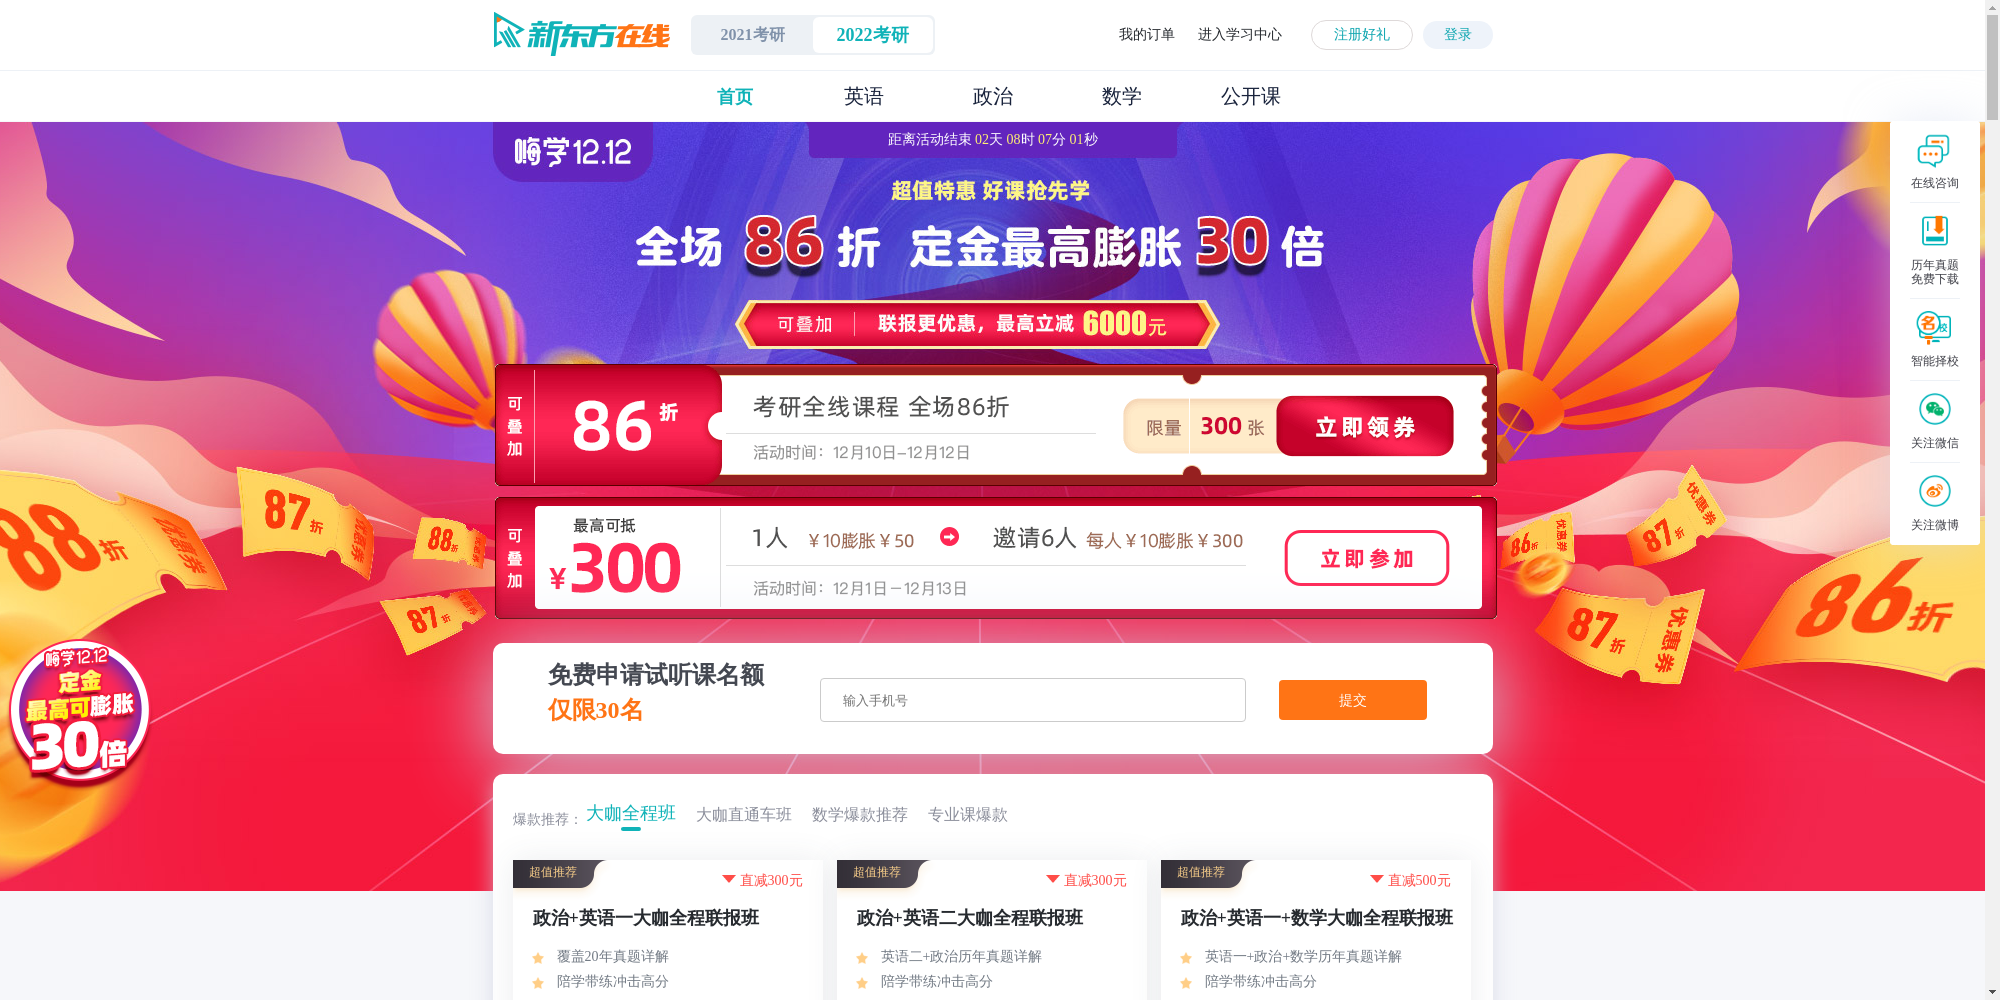 新东方在线
2021考研
2022考研
我的订单
进入学习中心
注册好礼
登录
首页
英语
政治
数学
公开课
嗨学12.12
距离活动结束 02天 08时 07分 01秒
超值特惠 好课抢先学
全场 86 折 定金最高膨胀 30 倍
可叠加
联报更优惠，最高立减 6000元
可叠加
86折
考研全线课程 全场86折
活动时间：12月10日–12月12日
限量 300 张
立即领券
可叠加
最高可抵
¥300
1人 ¥10膨胀¥50
邀请6人 每人¥10膨胀¥300
活动时间：12月1日－12月13日
立即参加
88折
优惠券
87折
88折
87折
86折
优惠券
87折
优惠券
87折
优惠券
86折
嗨学12.12
定金
最高可膨胀
30倍
在线咨询
历年真题
免费下载
名校
智能择校
关注微信
关注微博
免费申请试听课名额
仅限30名
输入手机号
提交
爆款推荐：
大咖全程班
大咖直通车班
数学爆款推荐
专业课爆款
超值推荐
直减300元
政治+英语一大咖全程联报班
覆盖20年真题详解
陪学带练冲击高分
超值推荐
直减300元
政治+英语二大咖全程联报班
英语二+政治历年真题详解
陪学带练冲击高分
超值推荐
直减500元
政治+英语一+数学大咖全程联报班
英语一+政治+数学历年真题详解
陪学带练冲击高分